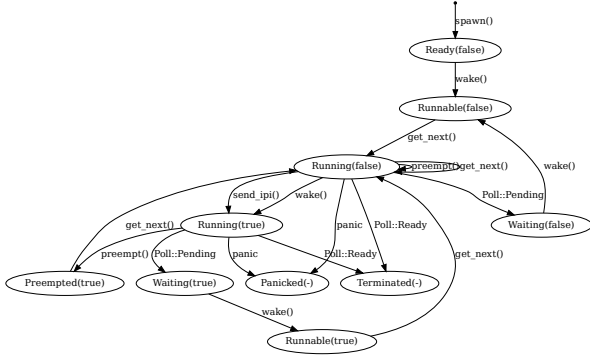 spawn()
Ready(false)
wake()
Runnable(false)
get_next()
Running(false)
preempt()
get_next()
wake()
send_ipi()
wake()
Poll::Pending
Running(true)
get_next()
panic
Poll::Ready
Waiting(false)
preempt()
Poll::Pending
panic
Poll::Ready
get_next()
Preempted(true)
Waiting(true)
Panicked(-)
Terminated(-)
wake()
Runnable(true)